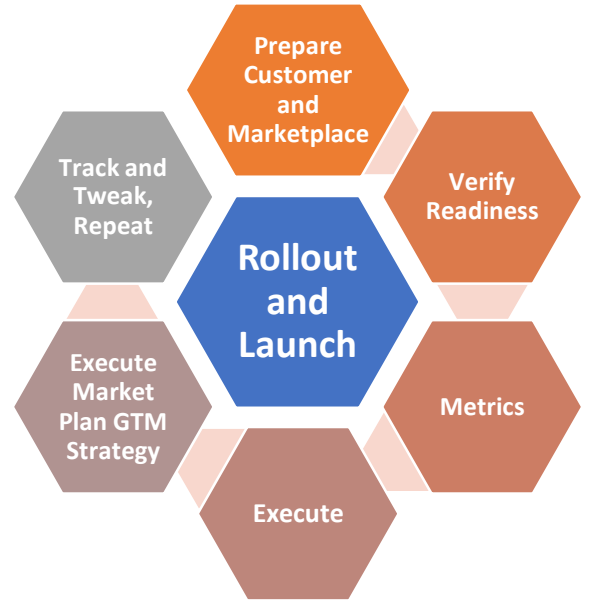 Prepare
Customer
and
Marketplace
Verify
Readiness
Metrics
Execute
Execute
Market
Plan GTM
Strategy
Track and
Tweak,
Repeat
Rollout
and
Launch